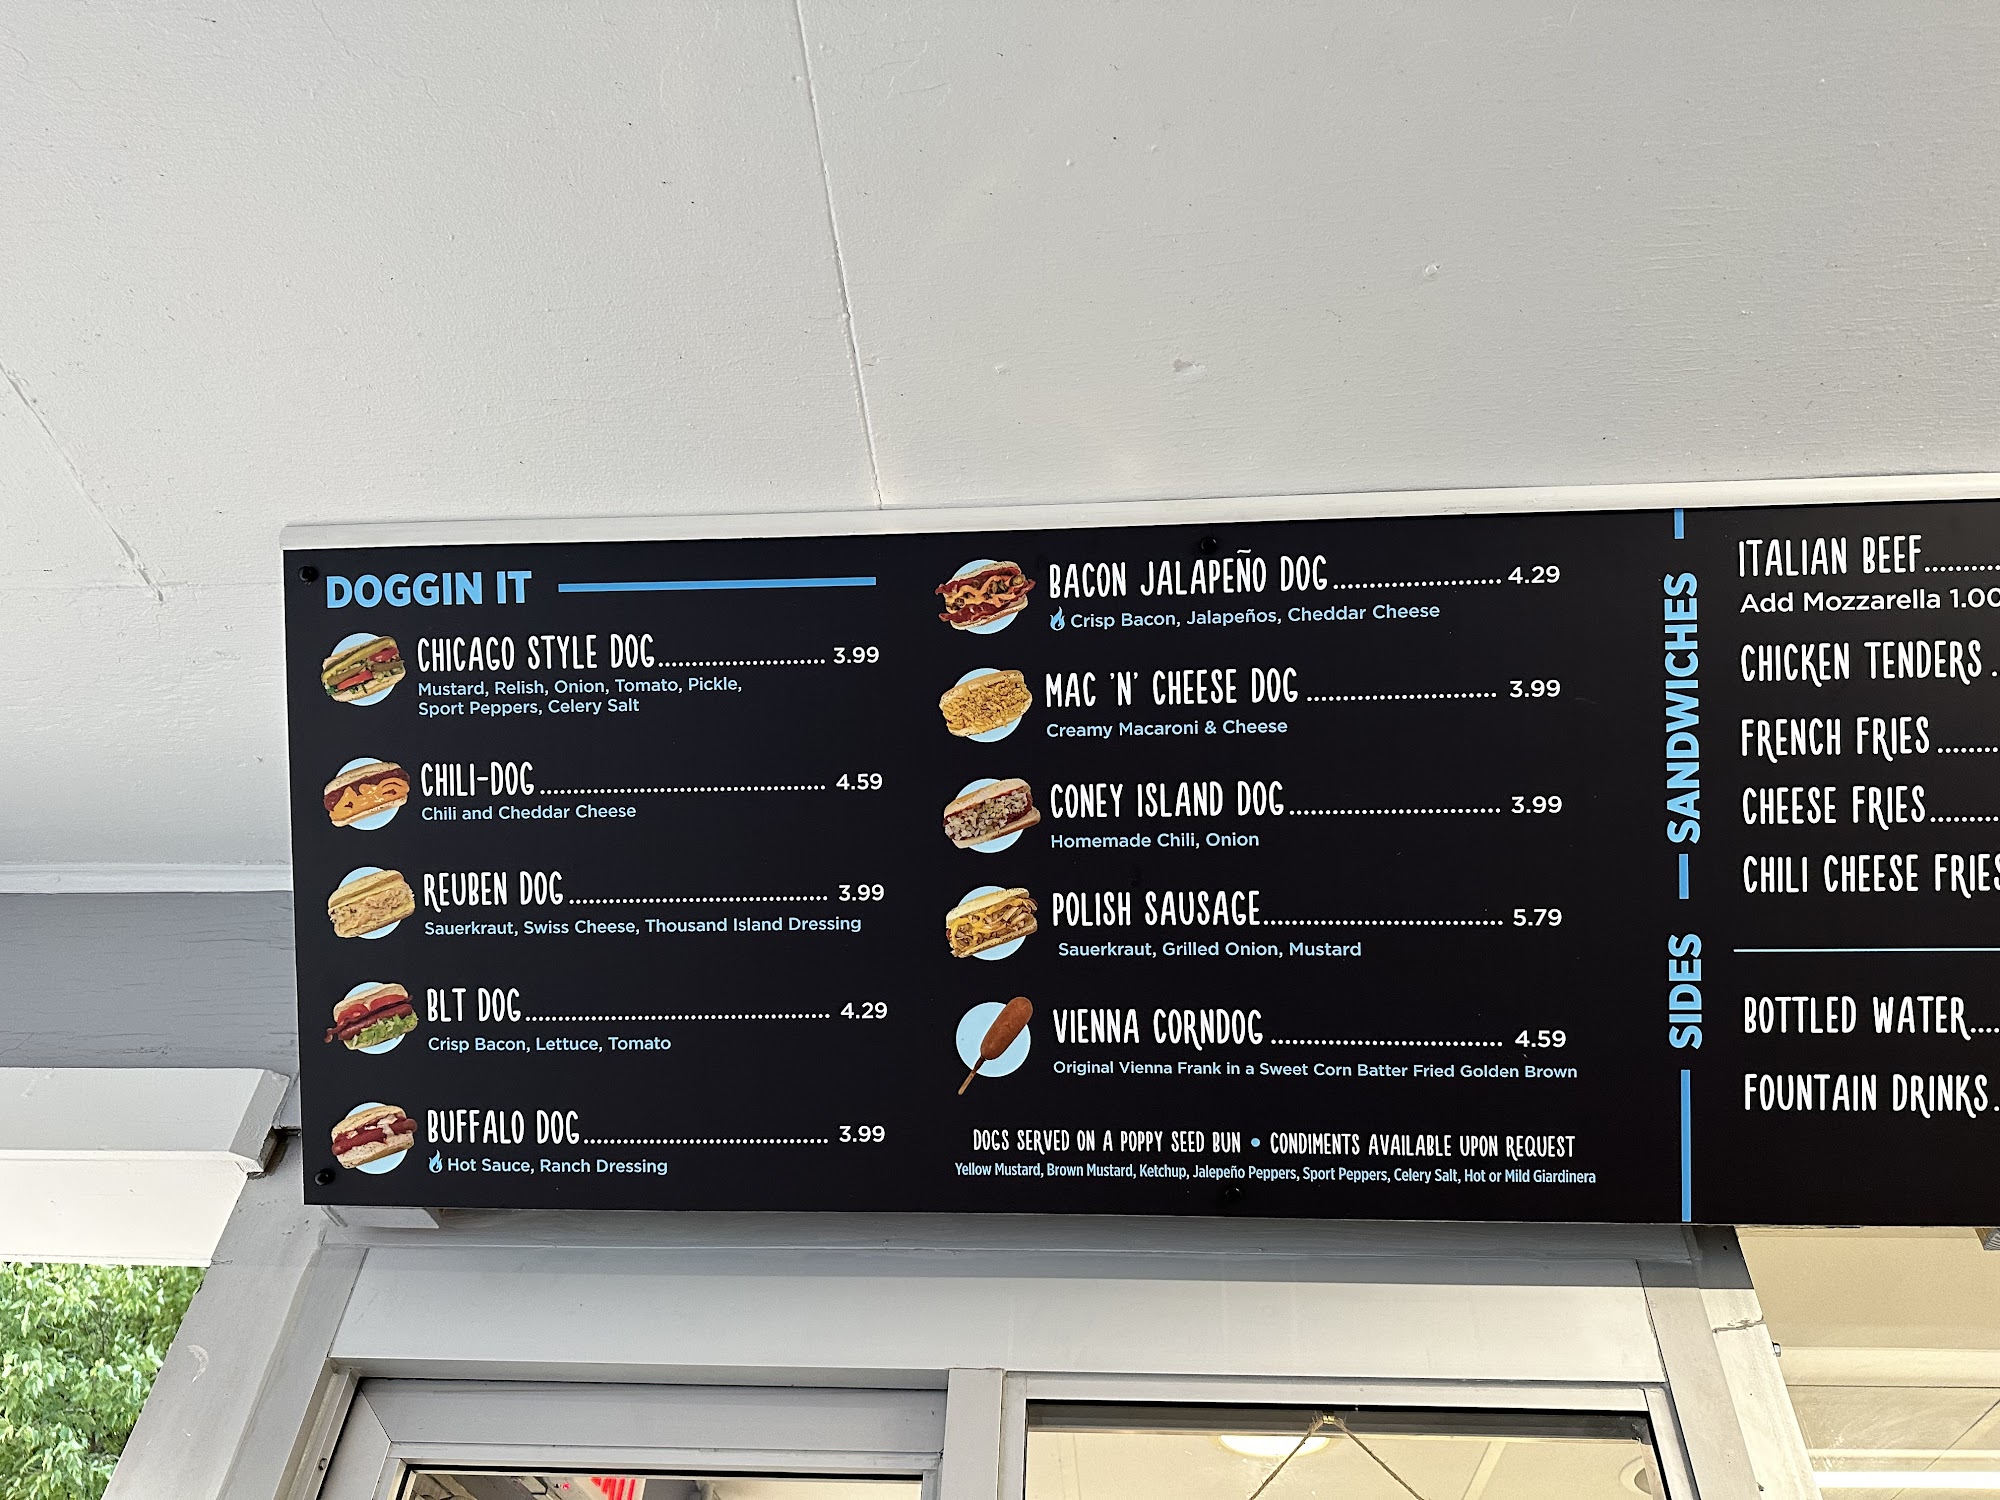 DOGGIN IT
CHICAGO STYLE DOG........................ 3.99
Mustard, Relish, Onion, Tomato, Pickle,
Sport Peppers, Celery Salt
CHILI-DOG.......................................... 4.59
Chili and Cheddar Cheese
REUBEN DOG...................................... 3.99
Sauerkraut, Swiss Cheese, Thousand Island Dressing
BLT DOG............................................. 4.29
Crisp Bacon, Lettuce, Tomato
BUFFALO DOG.................................... 3.99
Hot Sauce, Ranch Dressing
BACON JALAPEÑO DOG........................ 4.29
Crisp Bacon, Jalapeños, Cheddar Cheese
MAC 'N' CHEESE DOG ........................... 3.99
Creamy Macaroni & Cheese
CONEY ISLAND DOG.............................. 3.99
Homemade Chili, Onion
POLISH SAUSAGE.................................. 5.79
Sauerkraut, Grilled Onion, Mustard
VIENNA CORNDOG ................................. 4.59
Original Vienna Frank in a Sweet Corn Batter Fried Golden Brown
DOGS SERVED ON A POPPY SEED BUN • CONDIMENTS AVAILABLE UPON REQUEST
Yellow Mustard, Brown Mustard, Ketchup, Jalepeño Peppers, Sport Peppers, Celery Salt, Hot or Mild Giardinera
SIDES
SANDWICHES
ITALIAN BEEF...........
Add Mozzarella 1.00
CHICKEN TENDERS .
FRENCH FRIES .........
CHEESE FRIES..........
CHILI CHEESE FRIES
BOTTLED WATER....
FOUNTAIN DRINKS.